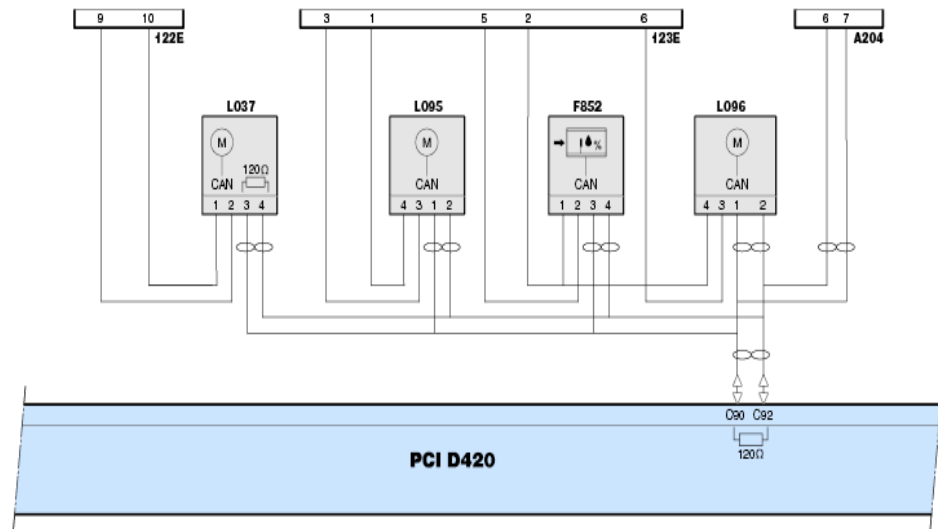 9 10
122E
3 1 5 2 6
123E
6 7
A204
L037
M
120Ω
CAN
1 2 3 4
L095
M
CAN
4 3 1 2
F852
%
CAN
1 2 3 4
L096
M
CAN
4 3 1 2
C90 C92
120Ω
PCI D420